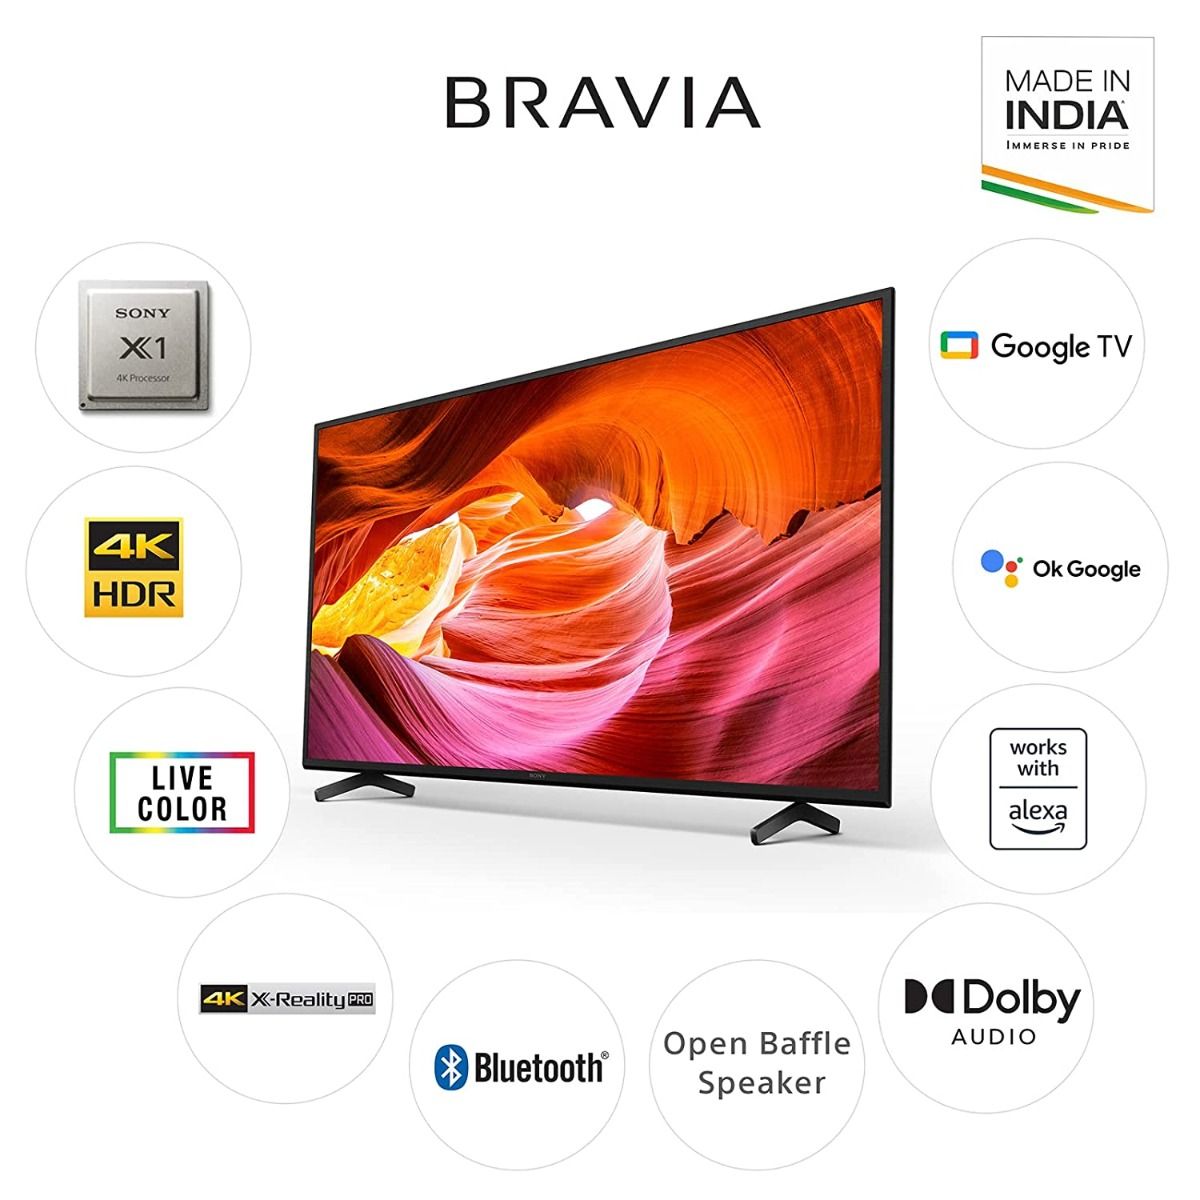 BRAVIA
MADE IN
INDIA
IMMERSE IN PRIDE
SONY
X1
4K Processor
Google TV
4K
HDR
Ok Google
LIVE
COLOR
works
with
alexa
SONY
4K X-Reality PRO
Dolby
AUDIO
Bluetooth®
Open Baffle
Speaker